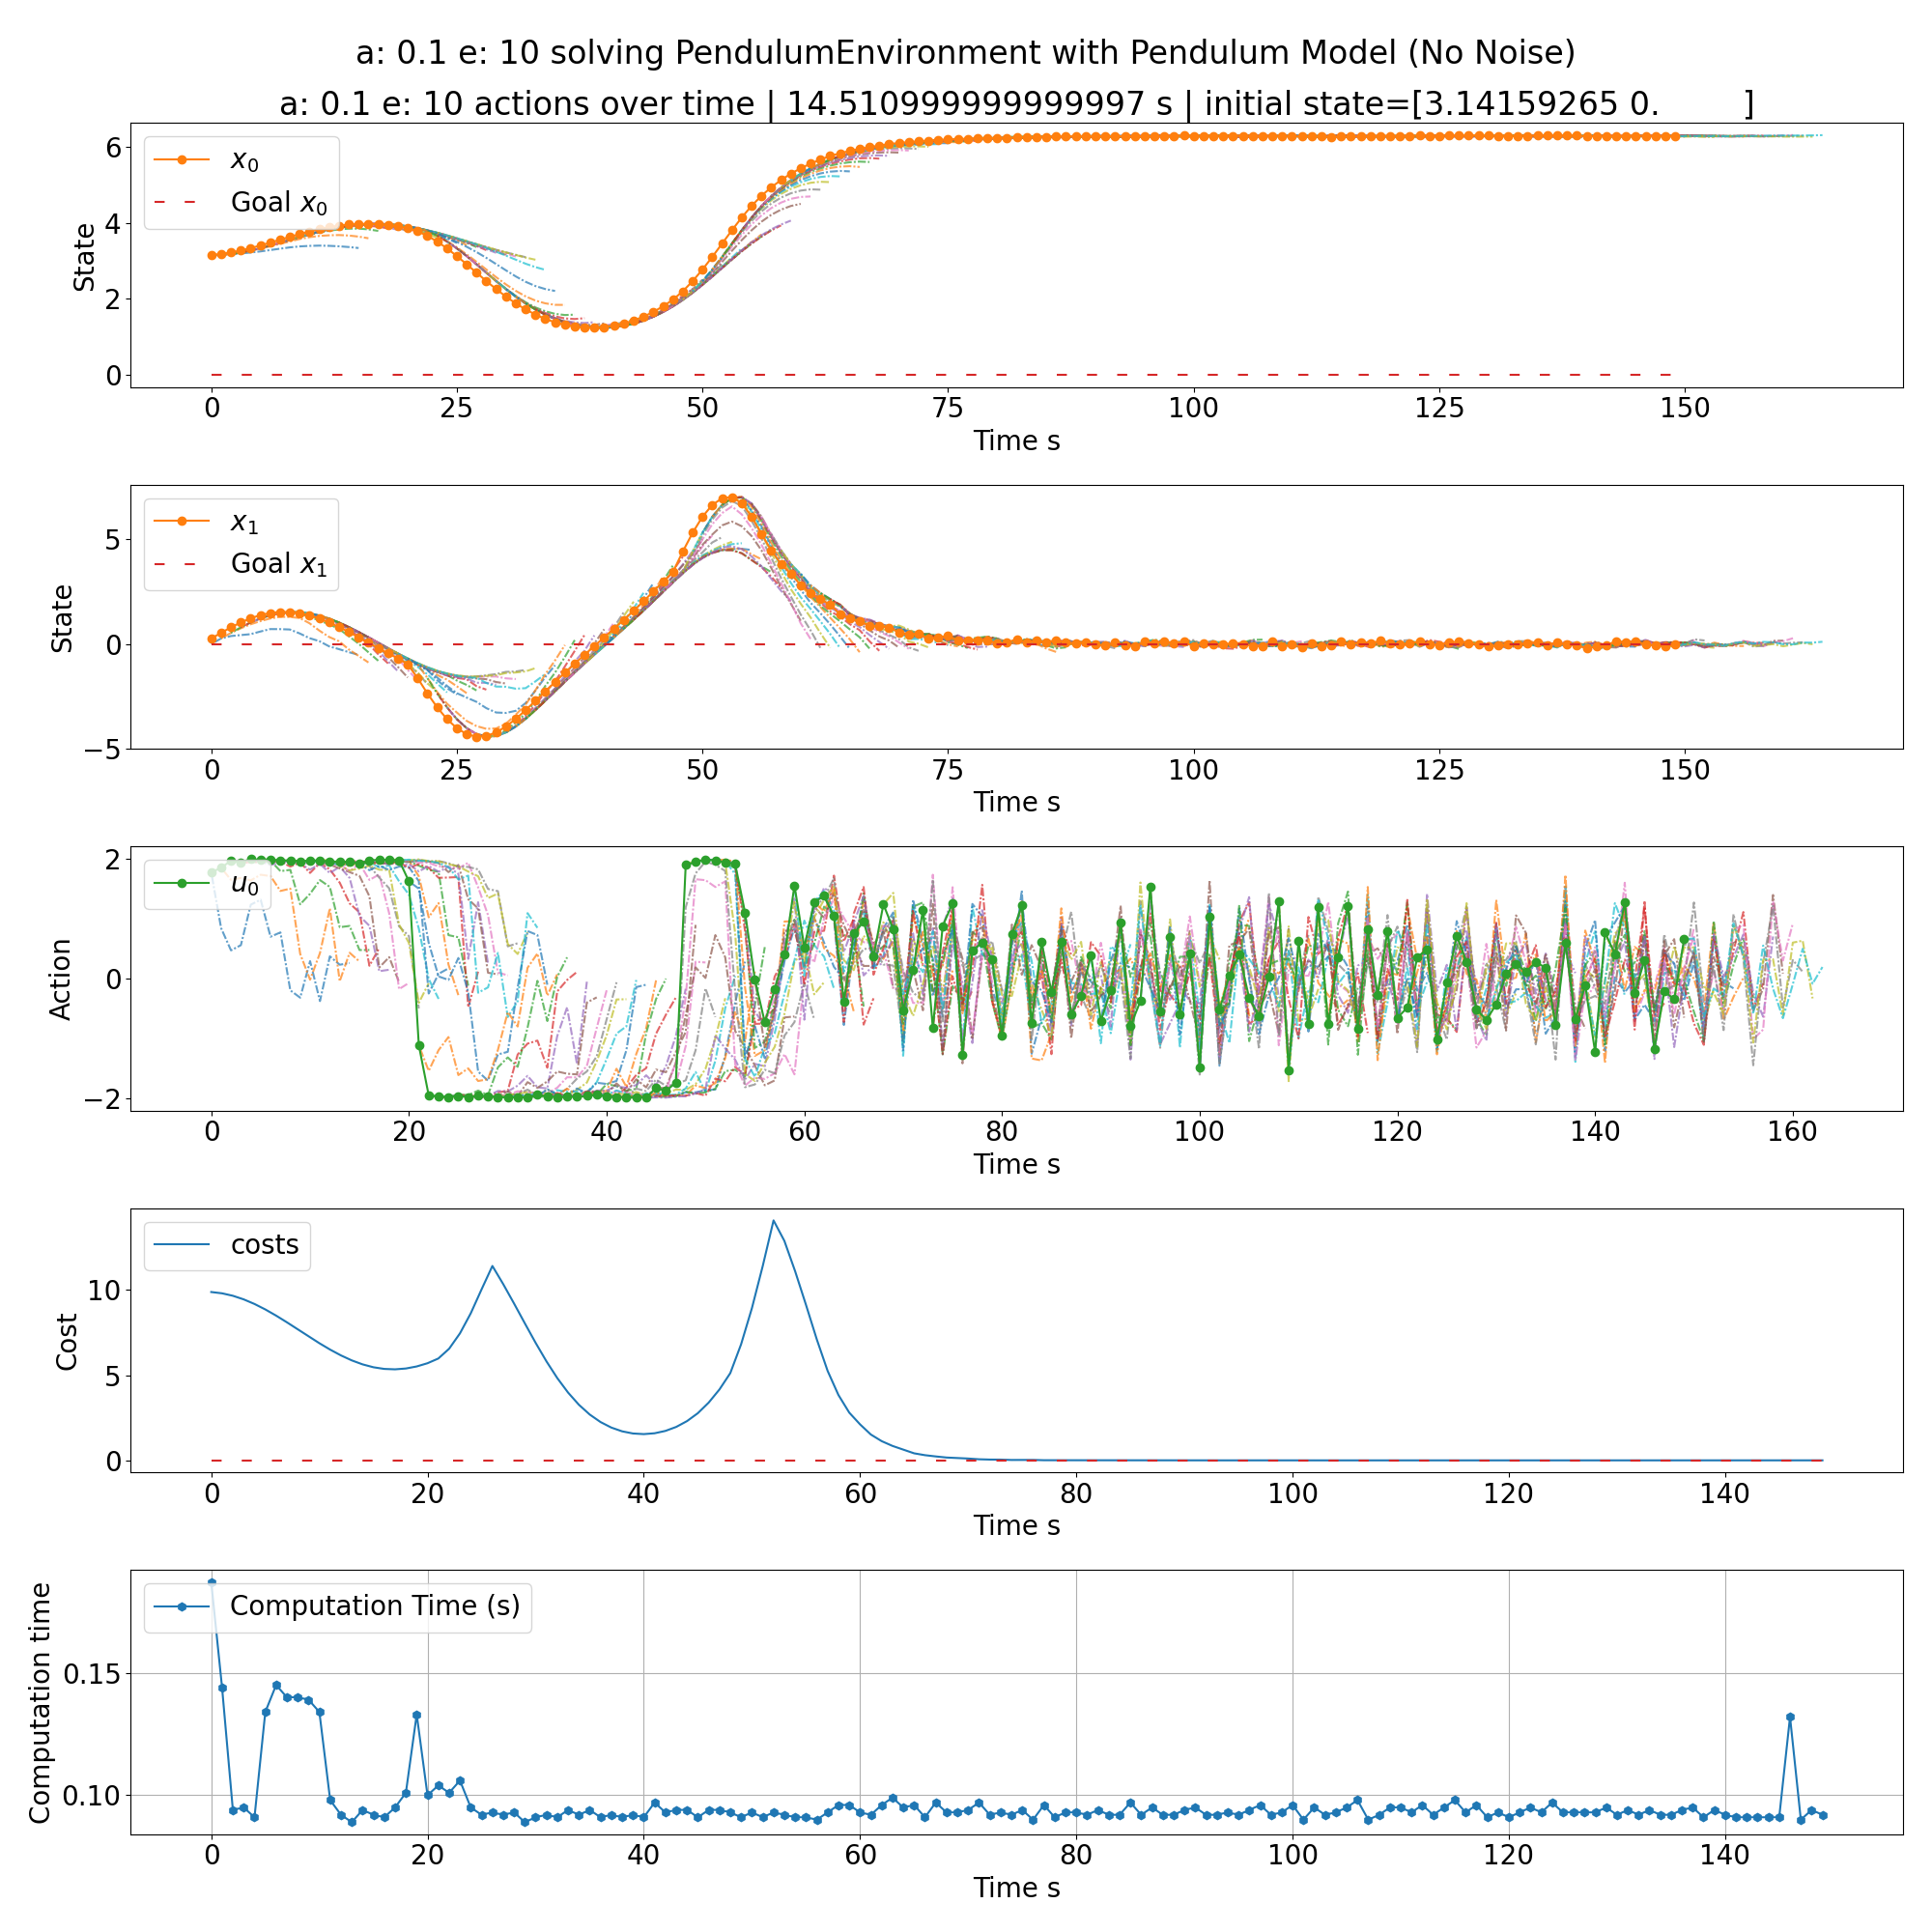 a: 0.1 e: 10 solving PendulumEnvironment with Pendulum Model (No Noise)
a: 0.1 e: 10 actions over time | 14.510999999999997 s | initial state=[3.14159265 0.        ]
x₀
Goal x₀
State
6
4
2
0
0 25 50 75 100 125 150
Time s
x₁
Goal x₁
State
5
0
−5
0 25 50 75 100 125 150
Time s
u₀
Action
2
0
−2
0 20 40 60 80 100 120 140 160
Time s
costs
Cost
10
5
0
0 20 40 60 80 100 120 140
Time s
Computation Time (s)
Computation time
0.15
0.10
0 20 40 60 80 100 120 140
Time s